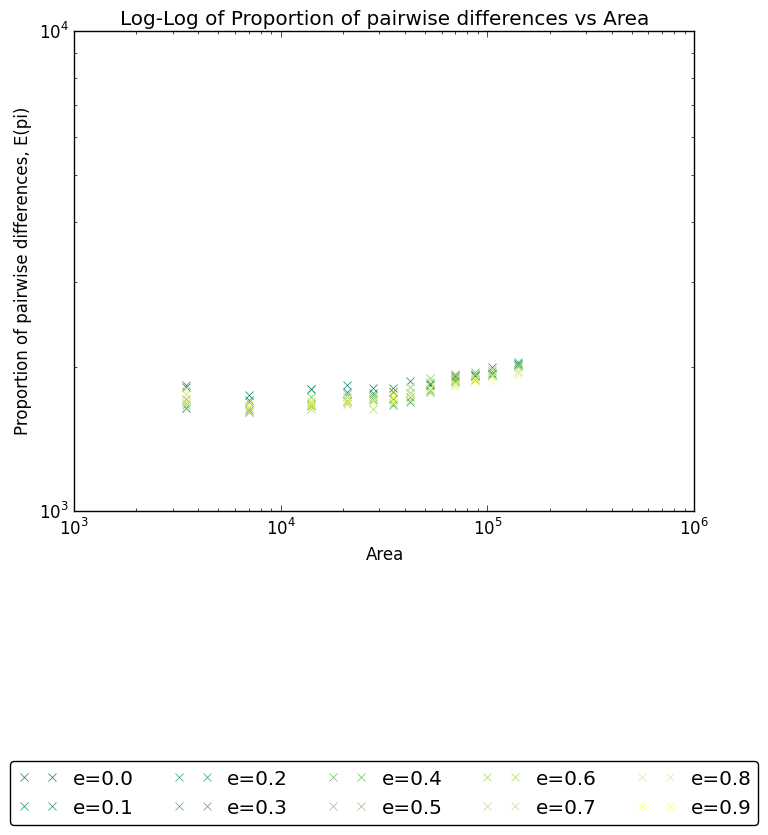 Log-Log of Proportion of pairwise differences vs Area
10^4
Proportion of pairwise differences, E(pi)
10^3
10^3 10^4 10^5 10^6
Area
e=0.0 e=0.2 e=0.4 e=0.6 e=0.8
e=0.1 e=0.3 e=0.5 e=0.7 e=0.9